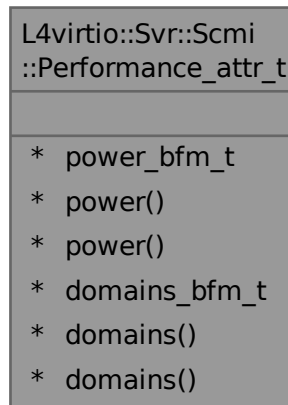 L4virtio::Svr::Scmi
::Performance_attr_t
* power_bfm_t
* power()
* power()
* domains_bfm_t
* domains()
* domains()